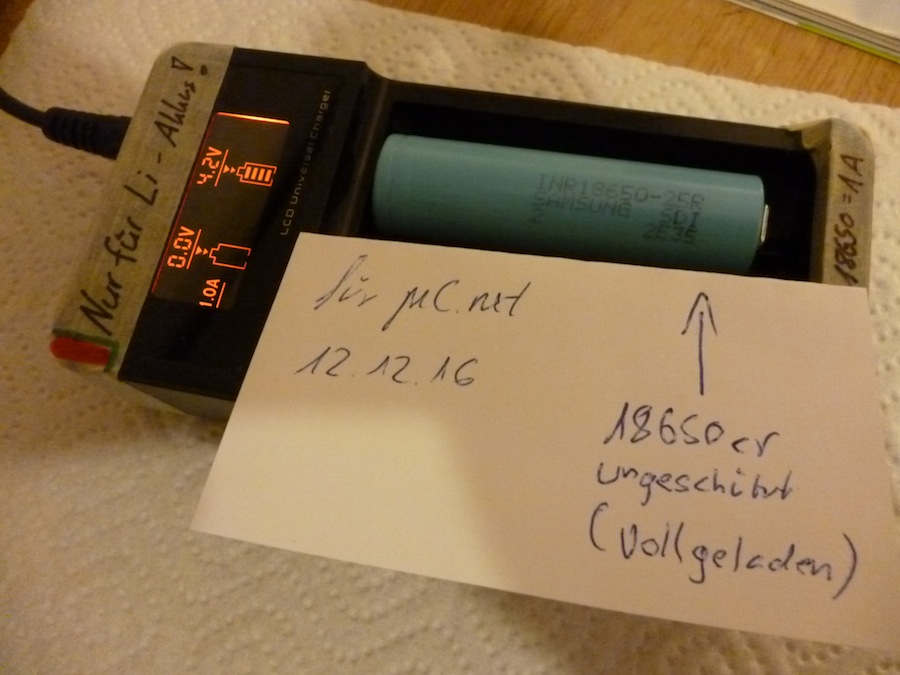 Nur für Li-Akkus!
4.2V
0.0V
1.0A
LCD Universal Charger
INR18650-25R
SAMSUNG SDI
18650=1A
für µC.net
12.12.16
18650er
ungeschützt
(vollgeladen)